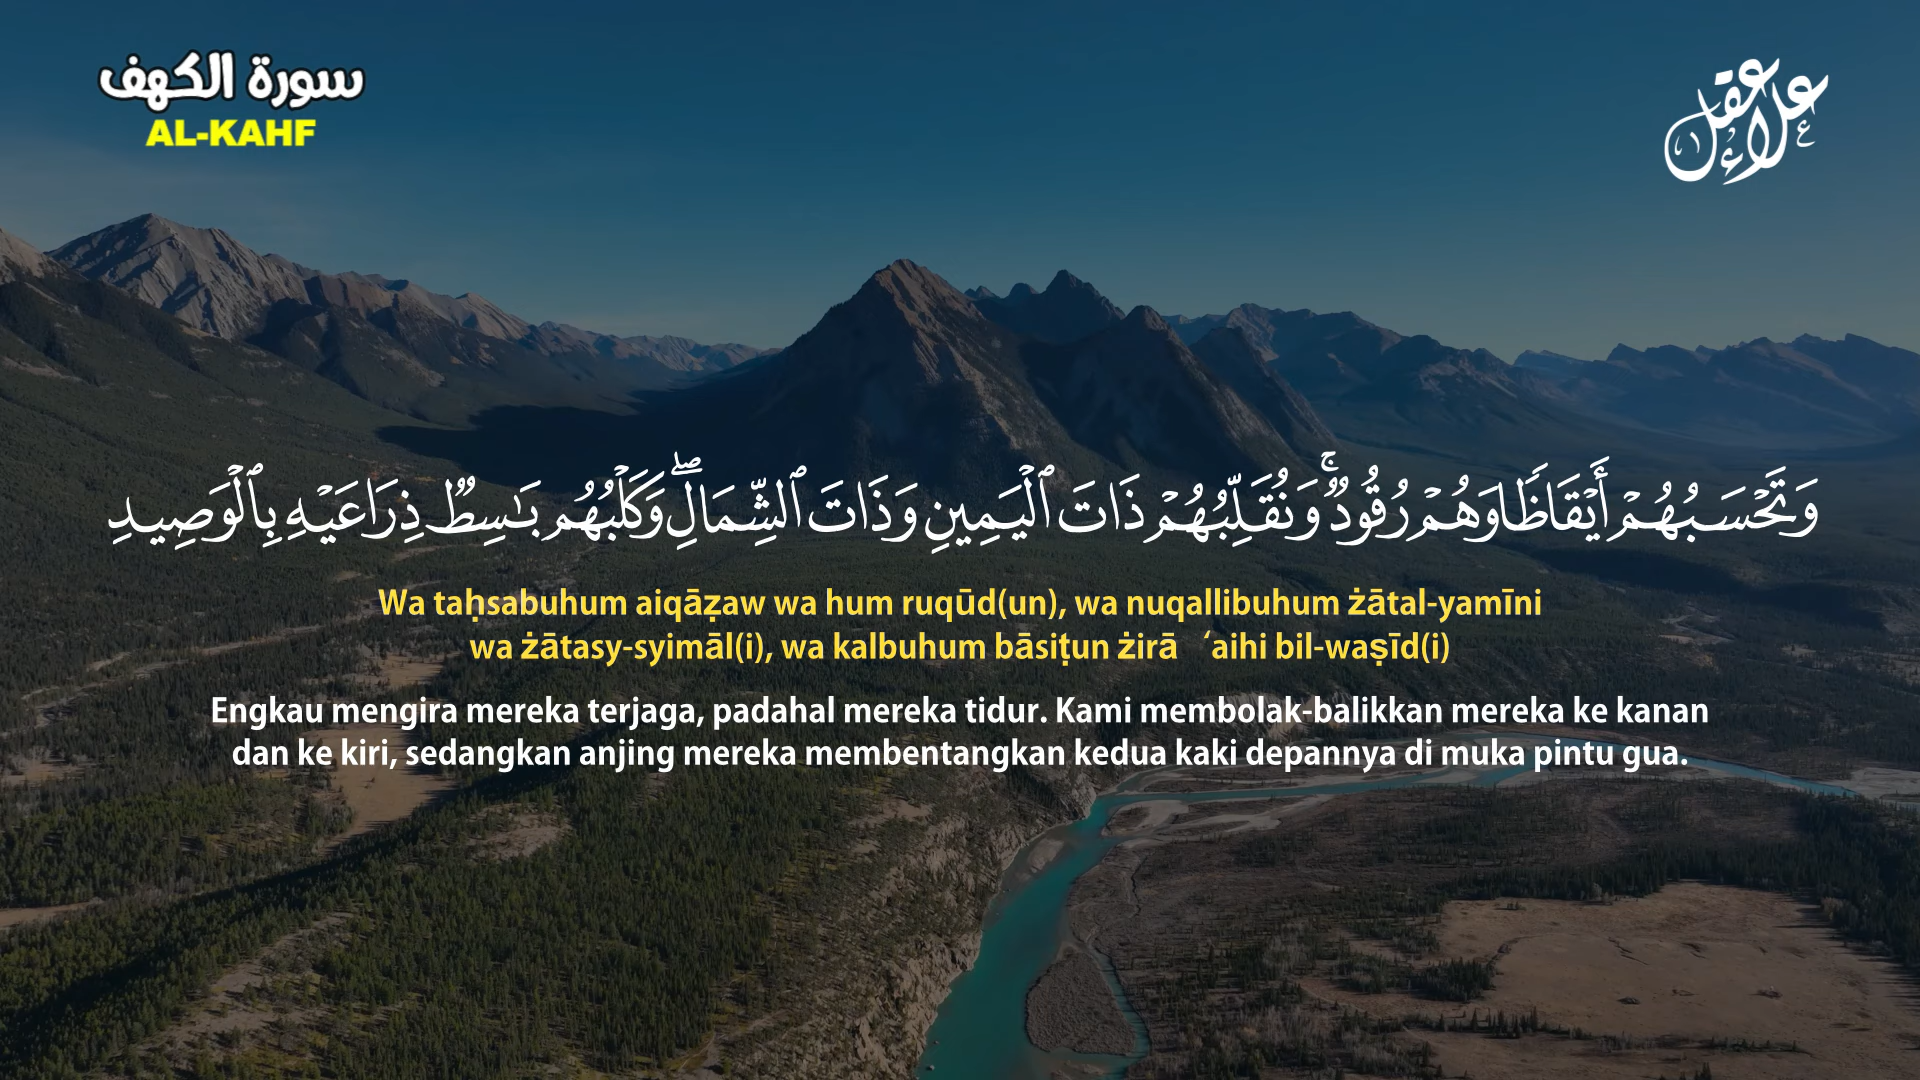 سورة الكهف
AL-KAHF
علاء عقل
وَتَحْسَبُهُمْ أَيْقَاظًا وَهُمْ رُقُودٌ ۚ وَنُقَلِّبُهُمْ ذَاتَ ٱلْيَمِينِ وَذَاتَ ٱلشِّمَالِ ۖ وَكَلْبُهُم بَـٰسِطٌ ذِرَاعَيْهِ بِٱلْوَصِيدِ
Wa taḥsabuhum aiqāẓaw wa hum ruqūd(un), wa nuqallibuhum żātal-yamīni
wa żātasy-syimāl(i), wa kalbuhum bāsiṭun żirā ‘aihi bil-waṣīd(i)
Engkau mengira mereka terjaga, padahal mereka tidur. Kami membolak-balikkan mereka ke kanan
dan ke kiri, sedangkan anjing mereka membentangkan kedua kaki depannya di muka pintu gua.